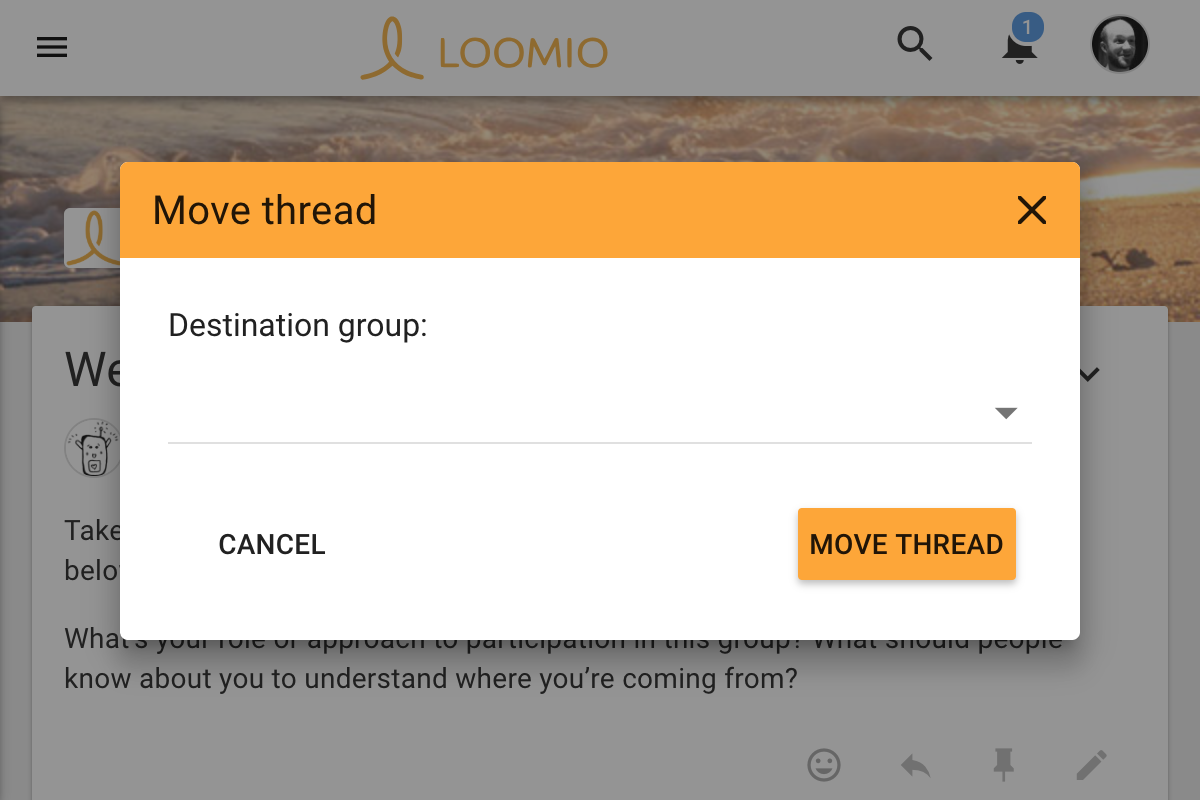 LOOMIO
1
Move thread
Destination group:
We
CANCEL
MOVE THREAD
Take
belo
What's your role or approach to participation in this group? What should people
know about you to understand where you’re coming from?